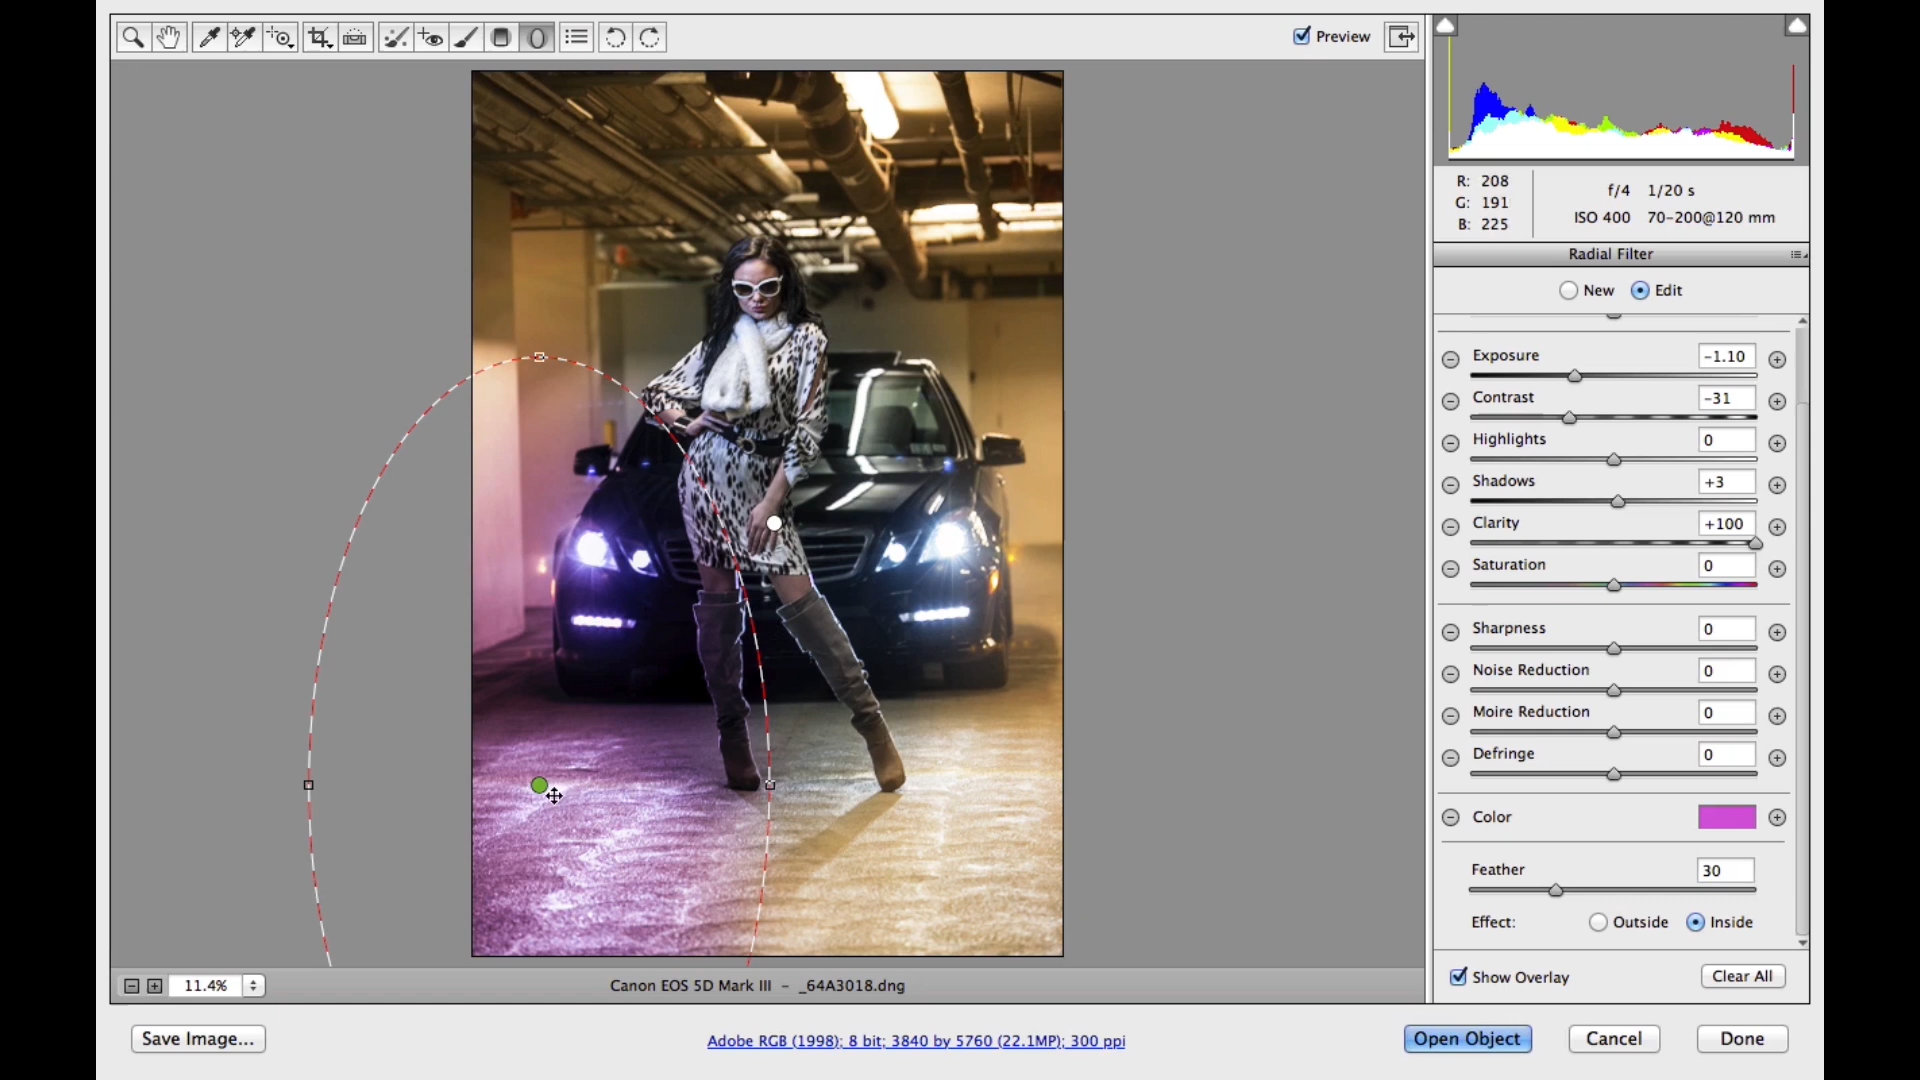 Preview
R: 208
G: 191
B: 225
f/4 1/20 s
ISO 400 70-200@120 mm
Radial Filter
New Edit
Exposure -1.10
Contrast -31
Highlights 0
Shadows +3
Clarity +100
Saturation 0
Sharpness 0
Noise Reduction 0
Moire Reduction 0
Defringe 0
Color
Feather 30
Effect: Outside Inside
Show Overlay Clear All
11.4% Canon EOS 5D Mark III - _64A3018.dng
Save Image... Adobe RGB (1998); 8 bit; 3840 by 5760 (22.1MP); 300 ppi Open Object Cancel Done